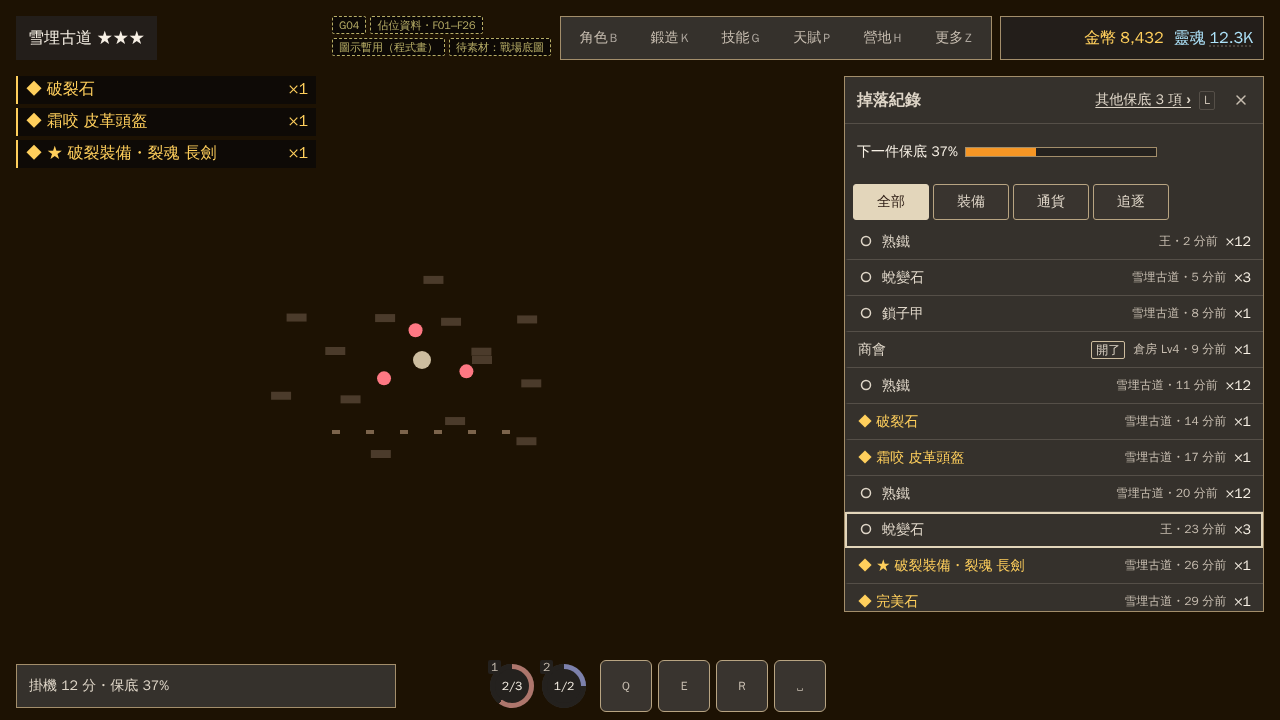 雪埋古道 ★★★
G04 佔位資料・F01–F26
圖示暫用（程式畫） 待素材：戰場底圖
角色B 鍛造K 技能G 天賦P 營地H 更多Z
金幣 8,432 靈魂 12.3K
◆ 破裂石 ×1
◆ 霜咬 皮革頭盔 ×1
◆ ★ 破裂裝備・裂魂 長劍 ×1
掉落紀錄 其他保底 3 項 › L ×
下一件保底 37%
全部 裝備 通貨 追逐
熟鐵 王・2 分前 ×12
蛻變石 雪埋古道・5 分前 ×3
鎖子甲 雪埋古道・8 分前 ×1
商會 開了 倉房 Lv4・9 分前 ×1
熟鐵 雪埋古道・11 分前 ×12
◆ 破裂石 雪埋古道・14 分前 ×1
◆ 霜咬 皮革頭盔 雪埋古道・17 分前 ×1
熟鐵 雪埋古道・20 分前 ×12
蛻變石 王・23 分前 ×3
◆ ★ 破裂裝備・裂魂 長劍 雪埋古道・26 分前 ×1
◆ 完美石 雪埋古道・29 分前 ×1
掛機 12 分・保底 37%
1 2/3 2 1/2 Q E R ␣